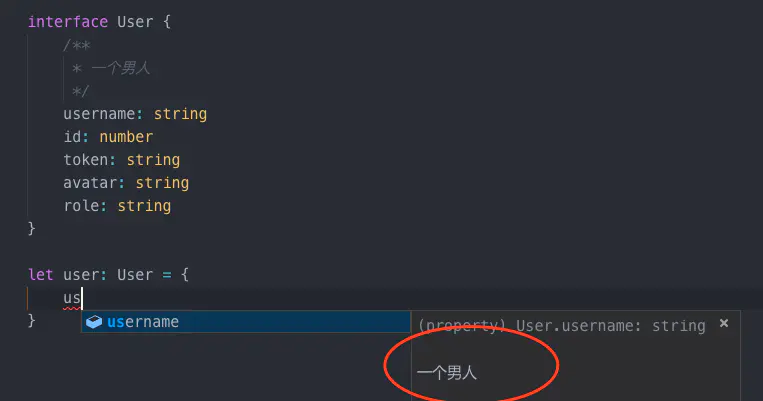 interface User {
/**
* 一个男人
*/
username: string
id: number
token: string
avatar: string
role: string
}
let user: User = {
us
username
(property) User.username: string ×
}
一个男人